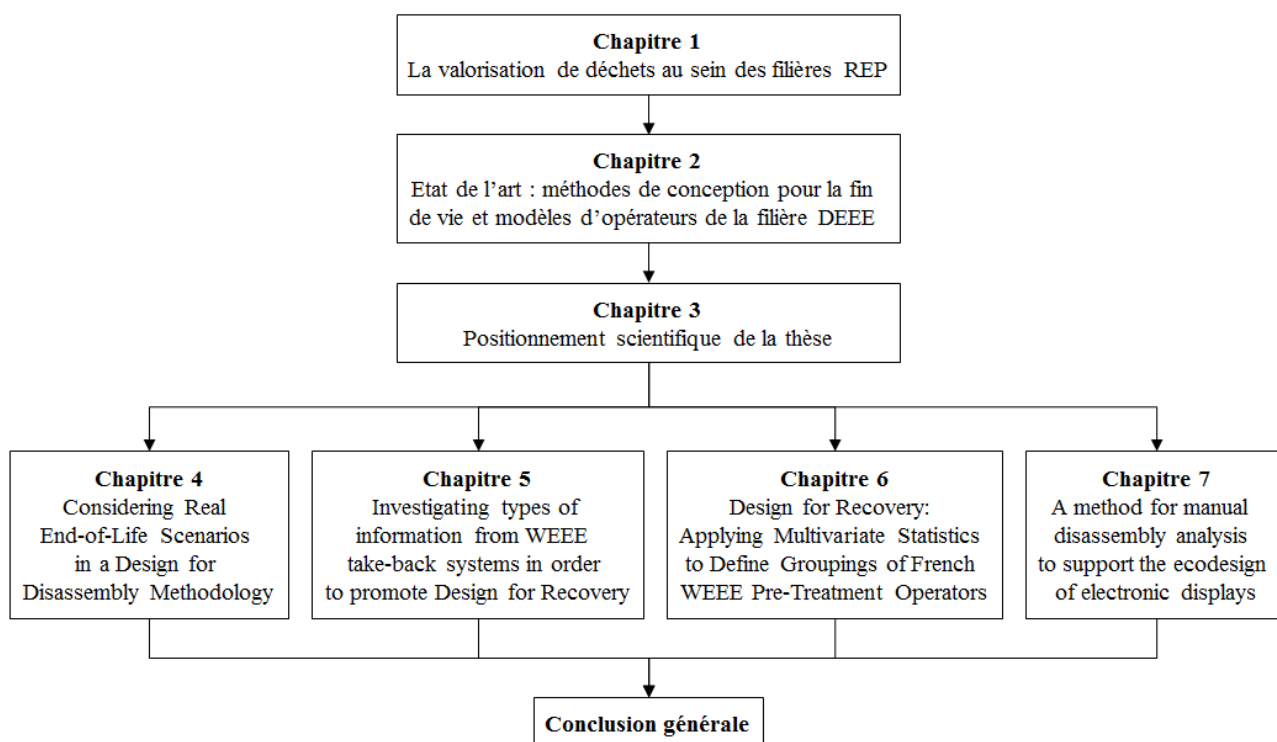 Chapitre 1
La valorisation de déchets au sein des filières REP
Chapitre 2
Etat de l'art : méthodes de conception pour la fin
de vie et modèles d'opérateurs de la filière DEEE
Chapitre 3
Positionnement scientifique de la thèse
Chapitre 4
Considering Real
End-of-Life Scenarios
in a Design for
Disassembly Methodology
Chapitre 5
Investigating types of
information from WEEE
take-back systems in order
to promote Design for Recovery
Chapitre 6
Design for Recovery:
Applying Multivariate Statistics
to Define Groupings of French
WEEE Pre-Treatment Operators
Chapitre 7
A method for manual
disassembly analysis
to support the ecodesign
of electronic displays
Conclusion générale